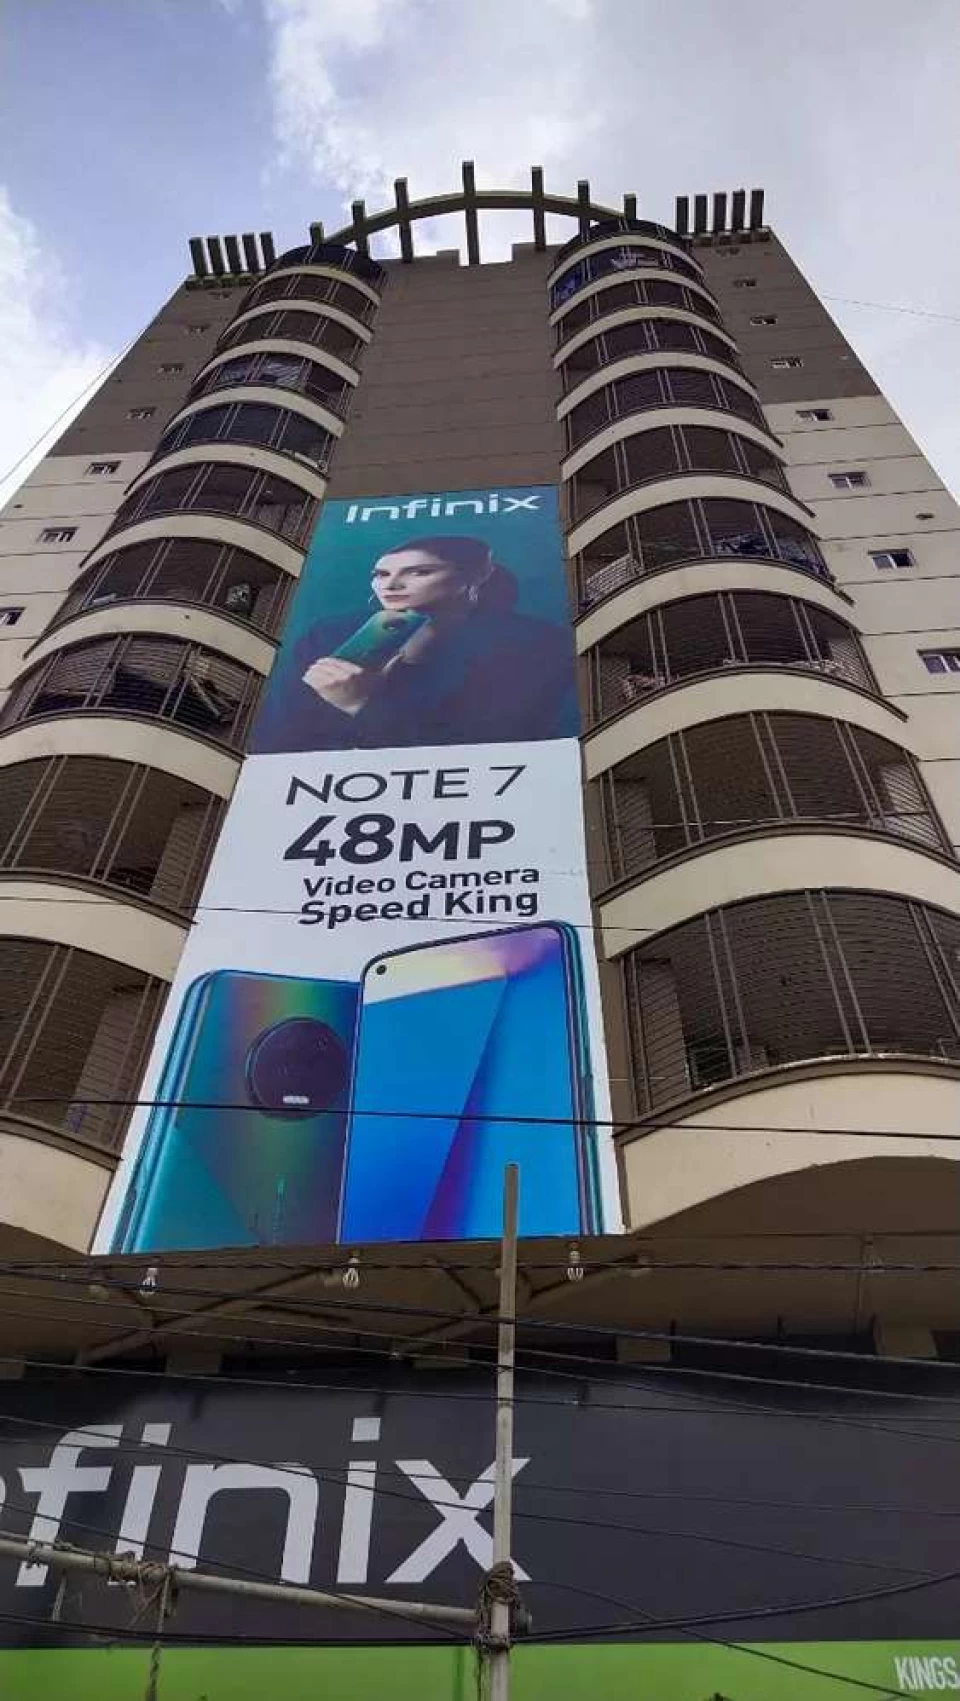 Infinix
NOTE 7
48MP
Video Camera
Speed King
nfinix
KINGS